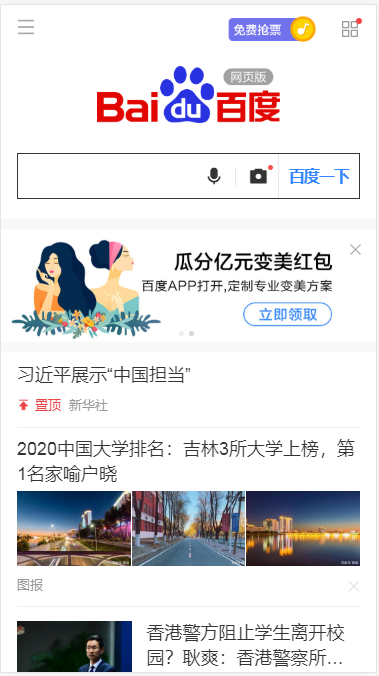 免费抢票
网页版
Bai du 百度
百度一下
瓜分亿元变美红包
百度APP打开,定制专业变美方案
立即领取
习近平展示“中国担当”
置顶 新华社
2020中国大学排名：吉林3所大学上榜，第
1名家喻户晓
图报
香港警方阻止学生离开校
园？耿爽：香港警察所...